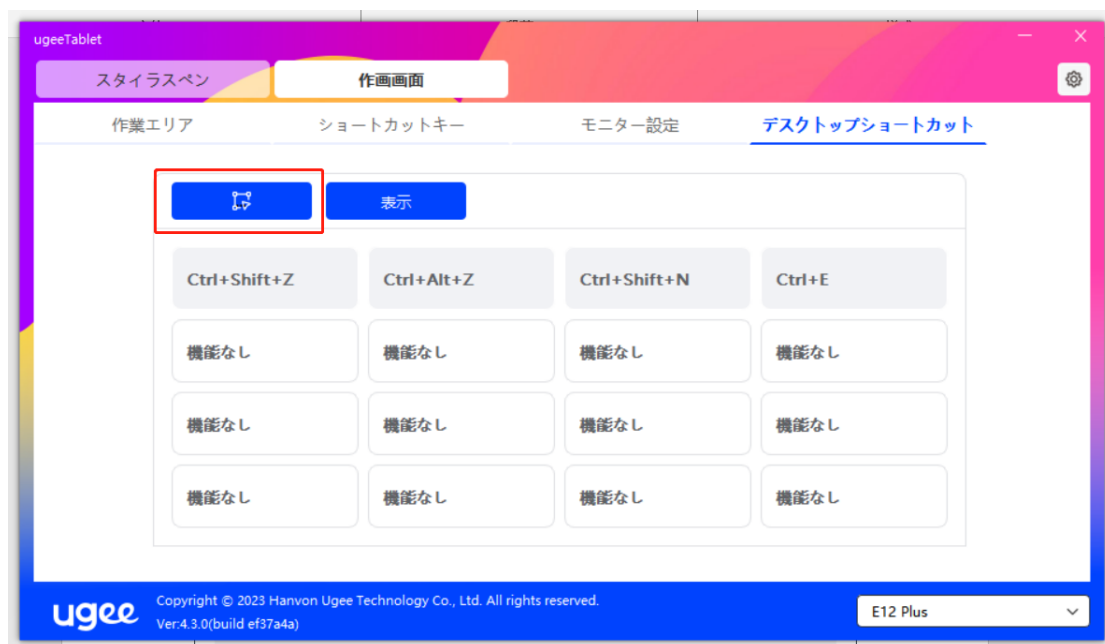 ugeeTablet
スタイラスペン
作画画面
作業エリア
ショートカットキー
モニター設定
デスクトップショートカット
表示
Ctrl+Shift+Z
Ctrl+Alt+Z
Ctrl+Shift+N
Ctrl+E
機能なし
機能なし
機能なし
機能なし
機能なし
機能なし
機能なし
機能なし
機能なし
機能なし
機能なし
機能なし
ugee
Copyright © 2023 Hanvon Ugee Technology Co., Ltd. All rights reserved.
Ver:4.3.0(build ef37a4a)
E12 Plus